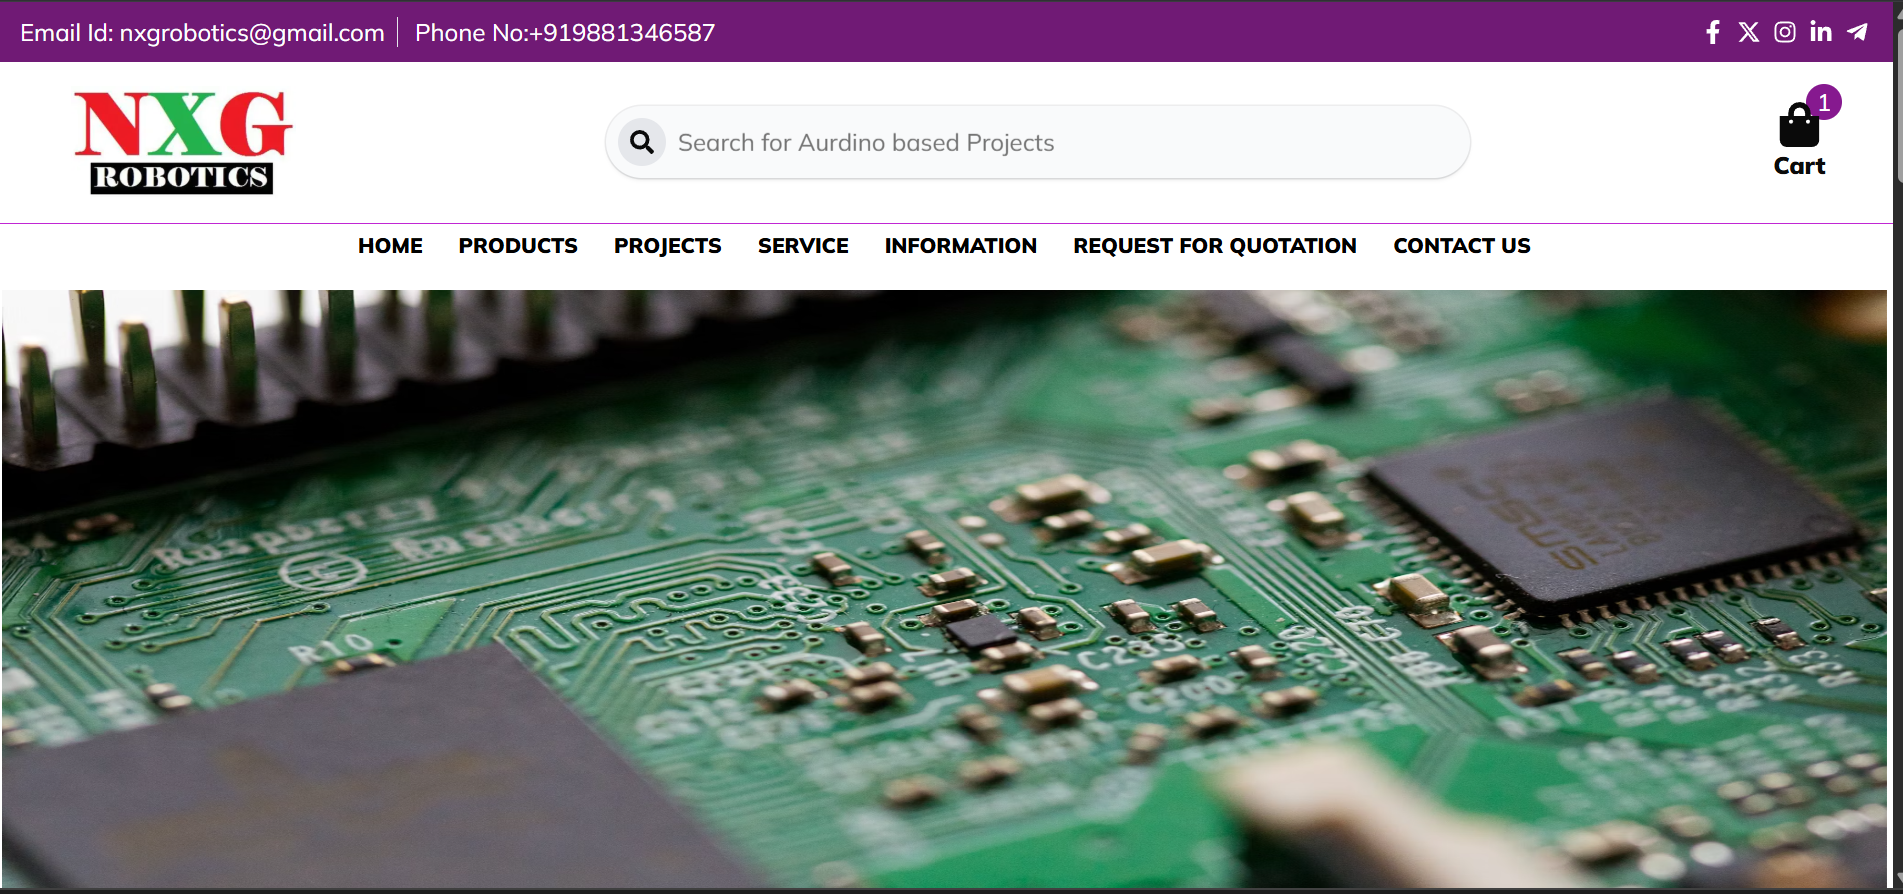 Email Id: nxgrobotics@gmail.com
Phone No:+919881346587
NXG
ROBOTICS
Search for Aurdino based Projects
1
Cart
HOME PRODUCTS PROJECTS SERVICE INFORMATION REQUEST FOR QUOTATION CONTACT US
Raspberry Raspberry
R10
SMSC
C235